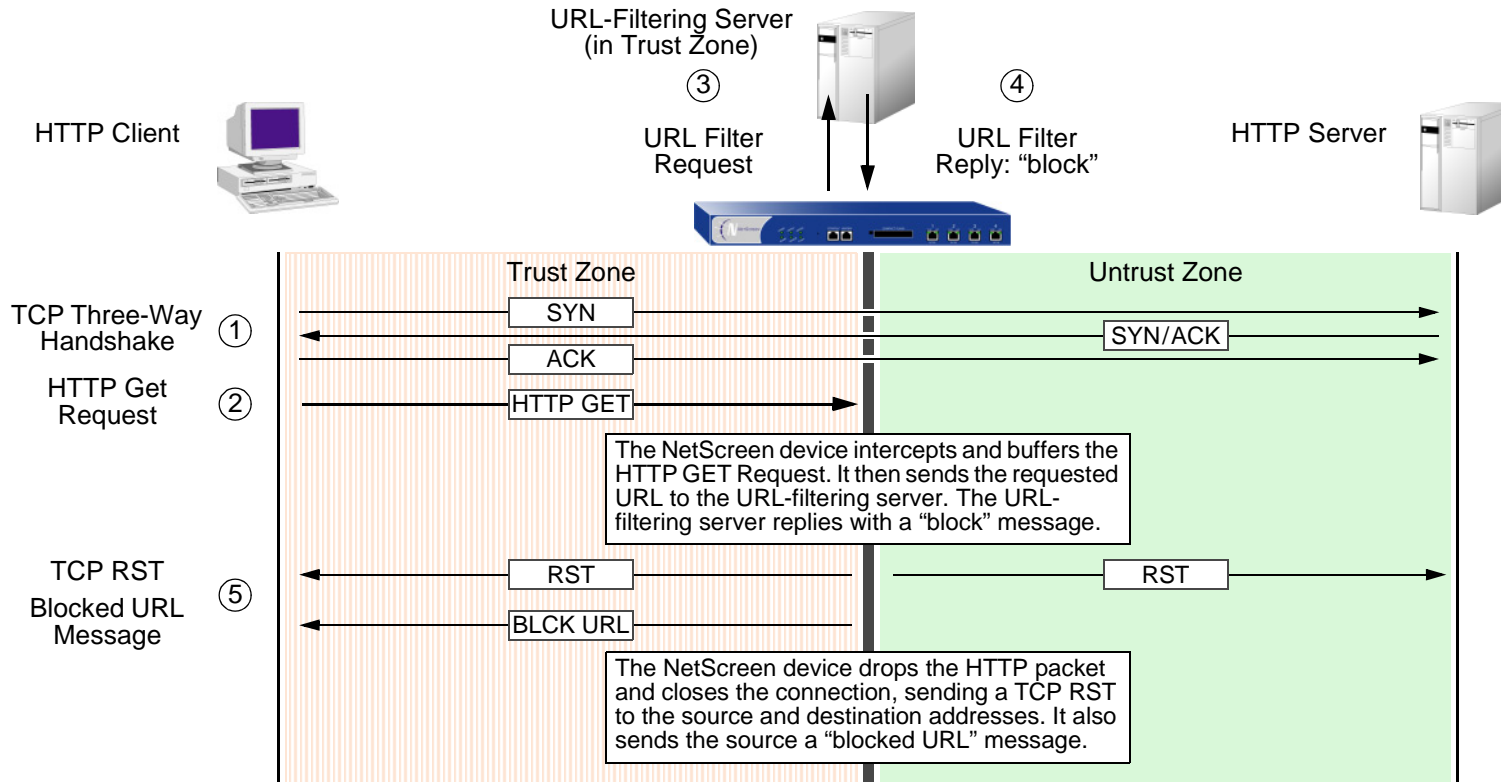 URL-Filtering Server
(in Trust Zone)
3
4
HTTP Client
URL Filter
Request
URL Filter
Reply: “block”
HTTP Server
NetScreen
1 2 3 4
Trust Zone
Untrust Zone
TCP Three-Way
Handshake
1
SYN
SYN/ACK
ACK
HTTP Get
Request
2
HTTP GET
The NetScreen device intercepts and buffers the
HTTP GET Request. It then sends the requested
URL to the URL-filtering server. The URL-
filtering server replies with a “block” message.
TCP RST
Blocked URL
Message
5
RST
RST
BLCK URL
The NetScreen device drops the HTTP packet
and closes the connection, sending a TCP RST
to the source and destination addresses. It also
sends the source a “blocked URL” message.